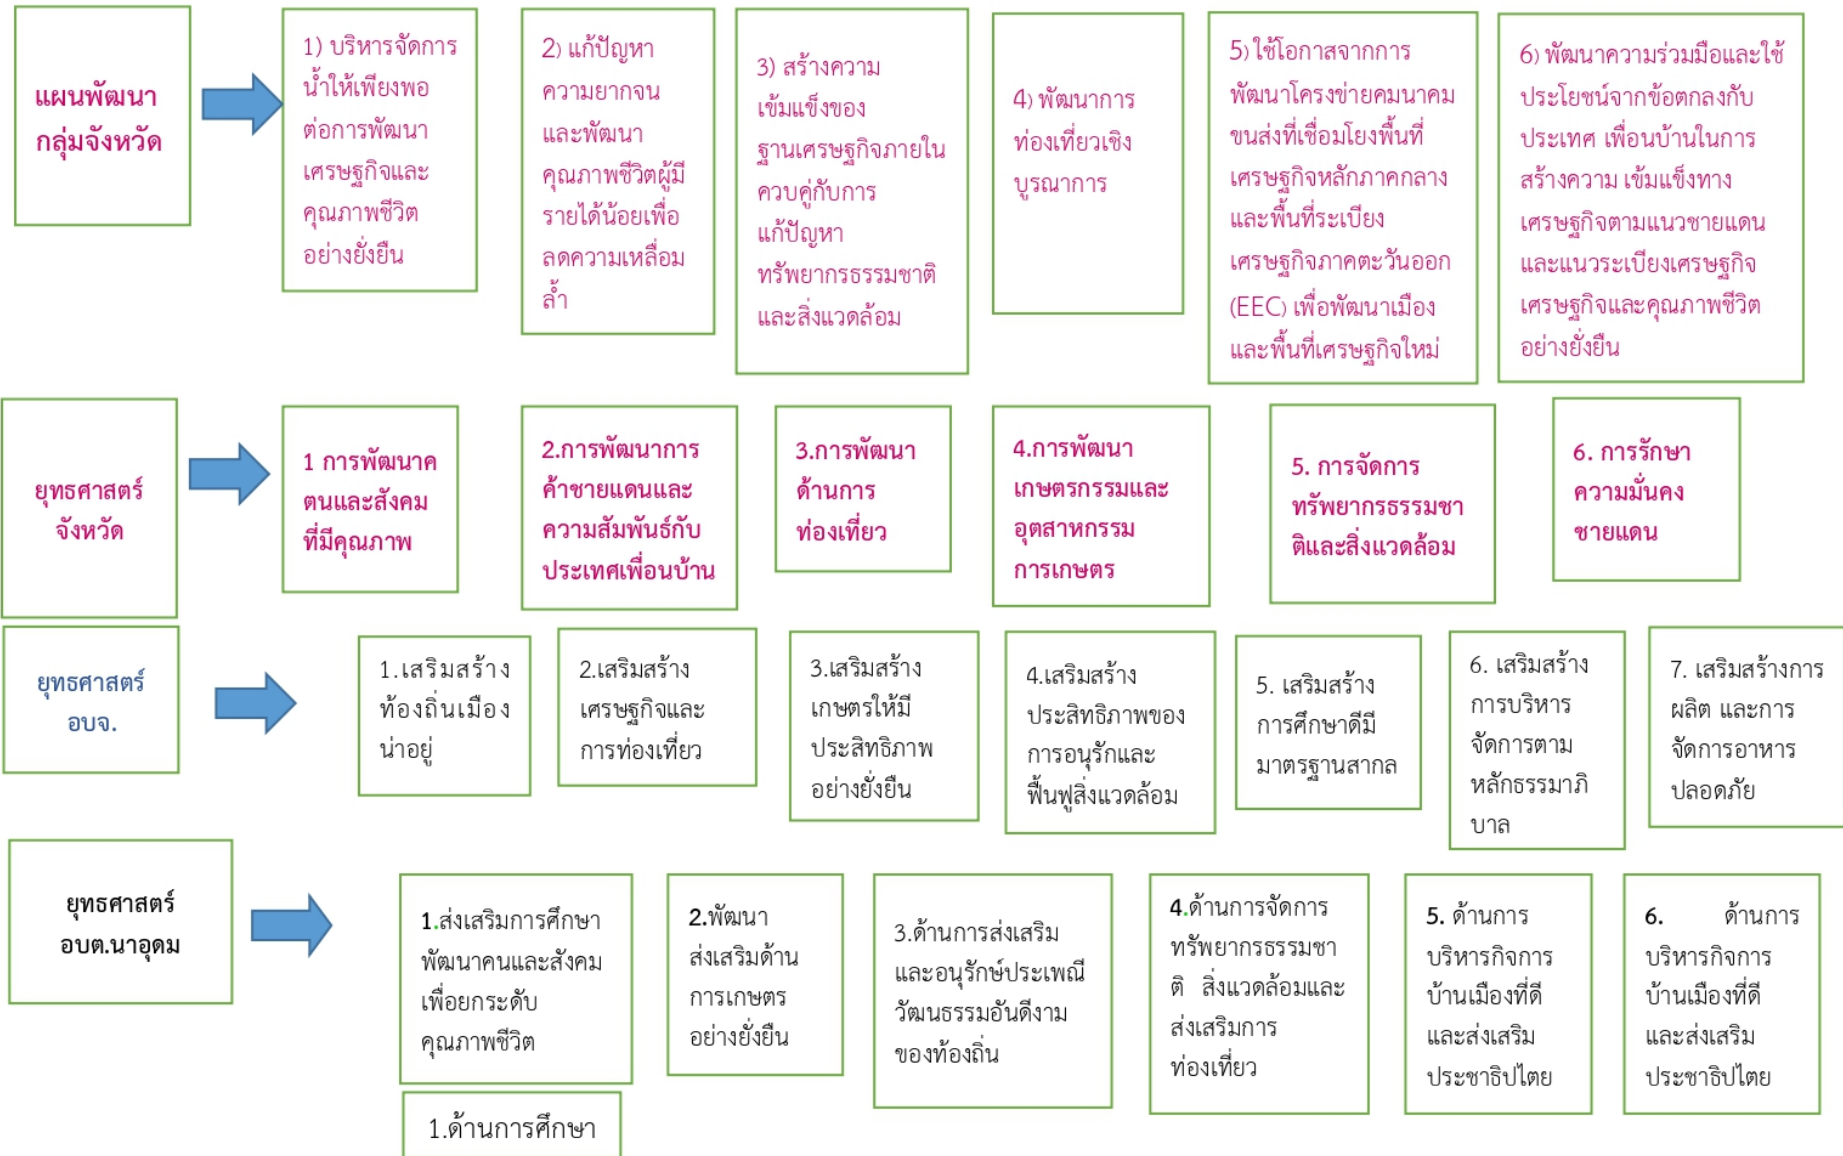 แผนพัฒนา
กลุ่มจังหวัด
1) บริหารจัดการ
น้ำให้เพียงพอ
ต่อการพัฒนา
เศรษฐกิจและ
คุณภาพชีวิต
อย่างยั่งยืน
2) แก้ปัญหา
ความยากจน
และพัฒนา
คุณภาพชีวิตผู้มี
รายได้น้อยเพื่อ
ลดความเหลื่อม
ล้ำ
3) สร้างความ
เข้มแข็งของ
ฐานเศรษฐกิจภายใน
ควบคู่กับการ
แก้ปัญหา
ทรัพยากรธรรมชาติ
และสิ่งแวดล้อม
4) พัฒนาการ
ท่องเที่ยวเชิง
บูรณาการ
5) ใช้โอกาสจากการ
พัฒนาโครงข่ายคมนาคม
ขนส่งที่เชื่อมโยงพื้นที่
เศรษฐกิจหลักภาคกลาง
และพื้นที่ระเบียง
เศรษฐกิจภาคตะวันออก
(EEC) เพื่อพัฒนาเมือง
และพื้นที่เศรษฐกิจใหม่
6) พัฒนาความร่วมมือและใช้
ประโยชน์จากข้อตกลงกับ
ประเทศ เพื่อนบ้านในการ
สร้างความ เข้มแข็งทาง
เศรษฐกิจตามแนวชายแดน
และแนวระเบียงเศรษฐกิจ
เศรษฐกิจและคุณภาพชีวิต
อย่างยั่งยืน
ยุทธศาสตร์
จังหวัด
1 การพัฒนาค
ตนและสังคม
ที่มีคุณภาพ
2.การพัฒนาการ
ค้าชายแดนและ
ความสัมพันธ์กับ
ประเทศเพื่อนบ้าน
3.การพัฒนา
ด้านการ
ท่องเที่ยว
4.การพัฒนา
เกษตรกรรมและ
อุตสาหกรรม
การเกษตร
5. การจัดการ
ทรัพยากรธรรมชา
ติและสิ่งแวดล้อม
6. การรักษา
ความมั่นคง
ชายแดน
ยุทธศาสตร์
อบจ.
1.เสริมสร้าง
ท้องถิ่นเมือง
น่าอยู่
2.เสริมสร้าง
เศรษฐกิจและ
การท่องเที่ยว
3.เสริมสร้าง
เกษตรให้มี
ประสิทธิภาพ
อย่างยั่งยืน
4.เสริมสร้าง
ประสิทธิภาพของ
การอนุรักและ
ฟื้นฟูสิ่งแวดล้อม
5. เสริมสร้าง
การศึกษาดีมี
มาตรฐานสากล
6. เสริมสร้าง
การบริหาร
จัดการตาม
หลักธรรมาภิ
บาล
7. เสริมสร้างการ
ผลิต และการ
จัดการอาหาร
ปลอดภัย
ยุทธศาสตร์
อบต.นาอุดม
1.ส่งเสริมการศึกษา
พัฒนาคนและสังคม
เพื่อยกระดับ
คุณภาพชีวิต
2.พัฒนา
ส่งเสริมด้าน
การเกษตร
อย่างยั่งยืน
3.ด้านการส่งเสริม
และอนุรักษ์ประเพณี
วัฒนธรรมอันดีงาม
ของท้องถิ่น
4.ด้านการจัดการ
ทรัพยากรธรรมชา
ติ สิ่งแวดล้อมและ
ส่งเสริมการ
ท่องเที่ยว
5. ด้านการ
บริหารกิจการ
บ้านเมืองที่ดี
และส่งเสริม
ประชาธิปไตย
6. ด้านการ
บริหารกิจการ
บ้านเมืองที่ดี
และส่งเสริม
ประชาธิปไตย
1.ด้านการศึกษา